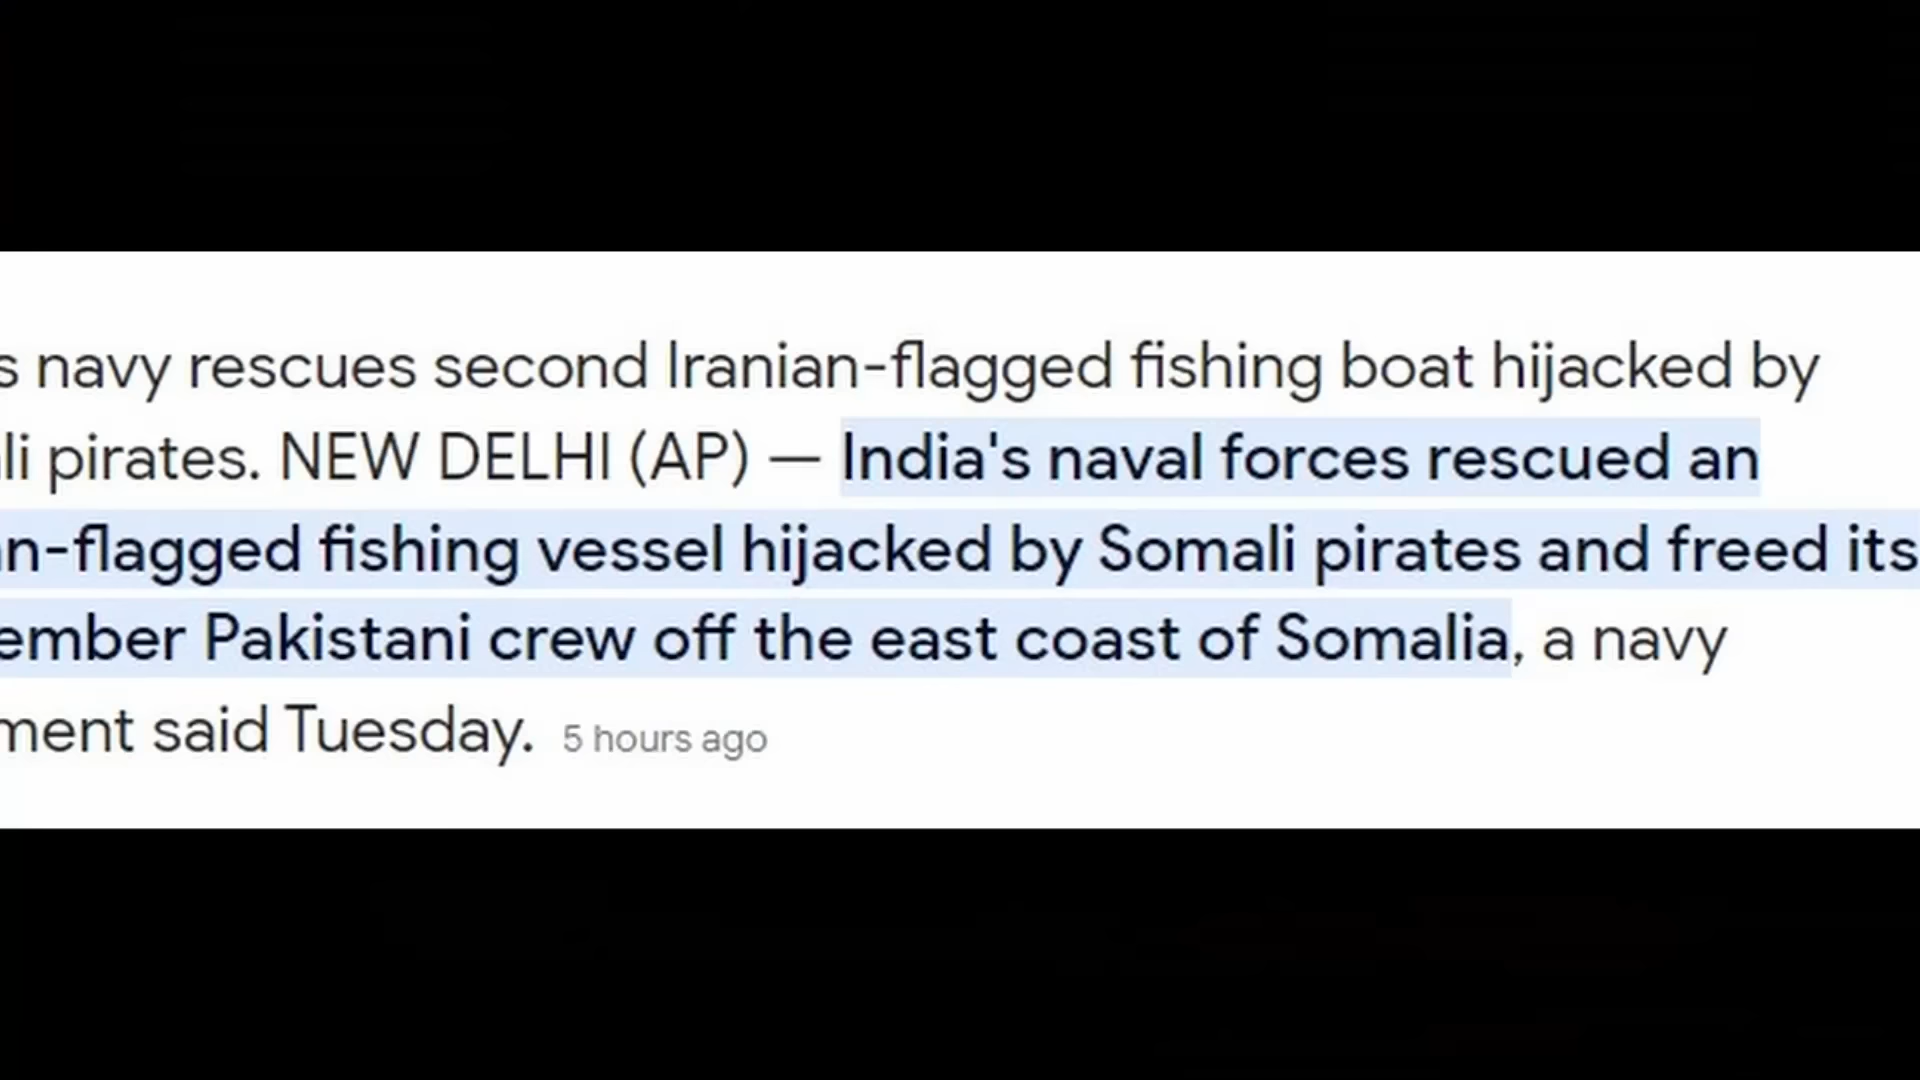 s navy rescues second Iranian-flagged fishing boat hijacked by
li pirates. NEW DELHI (AP) — India's naval forces rescued an
n-flagged fishing vessel hijacked by Somali pirates and freed its
ember Pakistani crew off the east coast of Somalia, a navy
ment said Tuesday. 5 hours ago